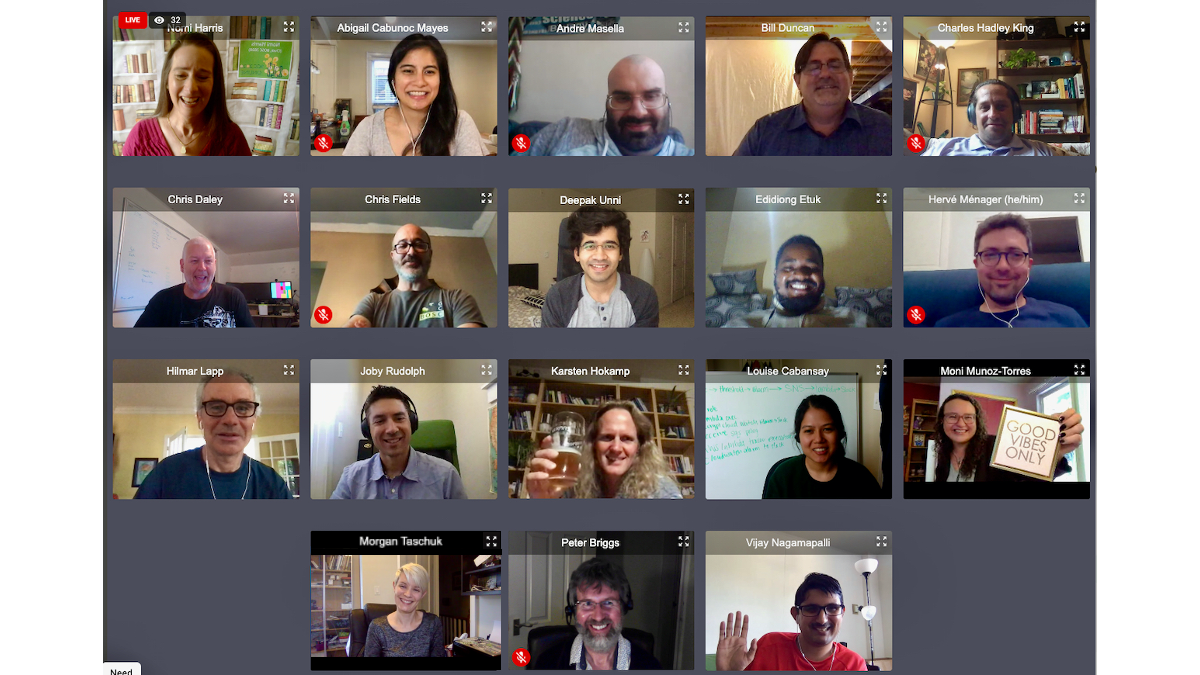 LIVE 32
Nomi Harris
Abigail Cabunoc Mayes
Andre Masella
Bill Duncan
Charles Hadley King
Chris Daley
Chris Fields
Deepak Unni
Edidiong Etuk
Hervé Ménager (he/him)
BOSC
Hilmar Lapp
Joby Rudolph
Karsten Hokamp
Louise Cabansay
Moni Munoz-Torres
GOOD
VIBES
ONLY
Morgan Taschuk
Peter Briggs
Vijay Nagamapalli
Need